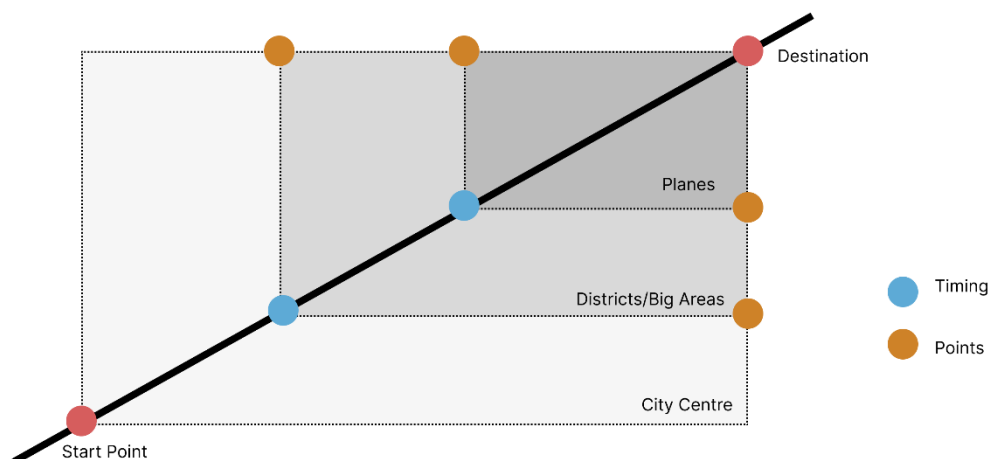 Destination
Planes
Timing
Districts/Big Areas
Points
City Centre
Start Point